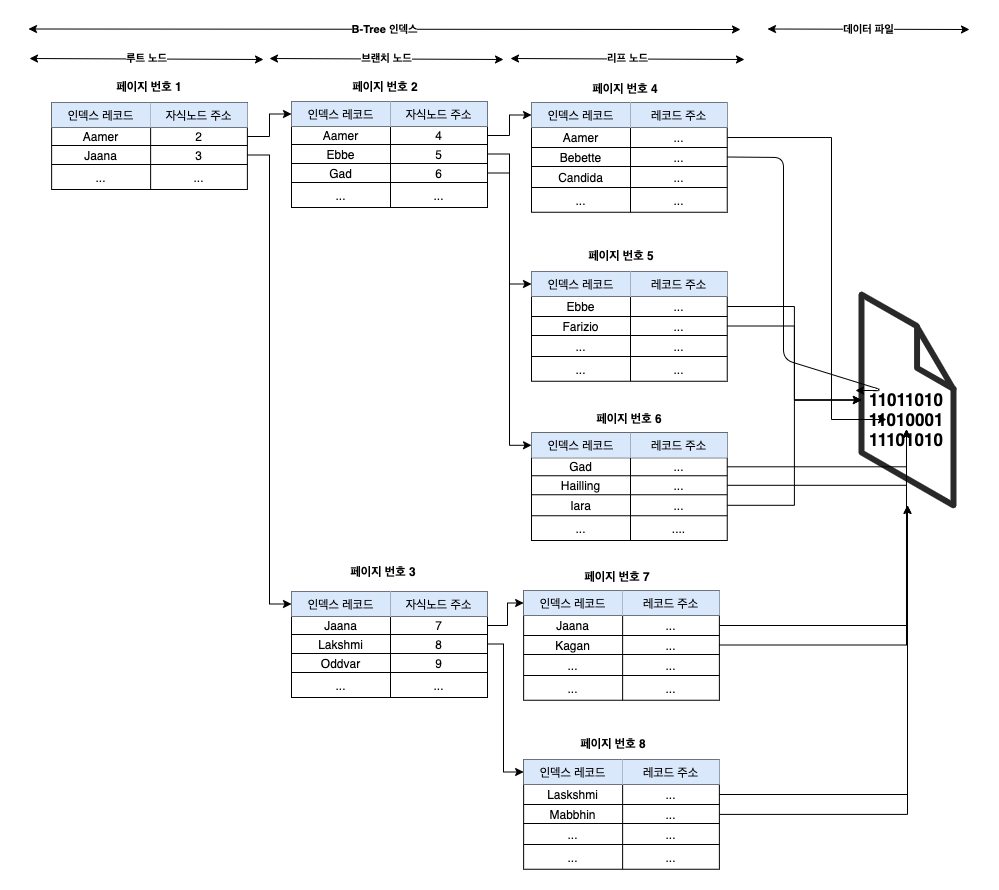 B-Tree 인덱스
데이터 파일
루트 노드
브랜치 노드
리프 노드
페이지 번호 1
인덱스 레코드 자식노드 주소
Aamer 2
Jaana 3
... ...
페이지 번호 2
인덱스 레코드 자식노드 주소
Aamer 4
Ebbe 5
Gad 6
... ...
페이지 번호 4
인덱스 레코드 레코드 주소
Aamer ...
Bebette ...
Candida ...
... ...
페이지 번호 5
인덱스 레코드 레코드 주소
Ebbe ...
Farizio ...
... ...
... ...
페이지 번호 6
인덱스 레코드 레코드 주소
Gad ...
Hailling ...
Iara ...
... ....
페이지 번호 3
인덱스 레코드 자식노드 주소
Jaana 7
Lakshmi 8
Oddvar 9
... ...
페이지 번호 7
인덱스 레코드 레코드 주소
Jaana ...
Kagan ...
... ...
... ...
페이지 번호 8
인덱스 레코드 레코드 주소
Laskshmi ...
Mabbhin ...
... ...
... ...
11011010
11010001
11101010